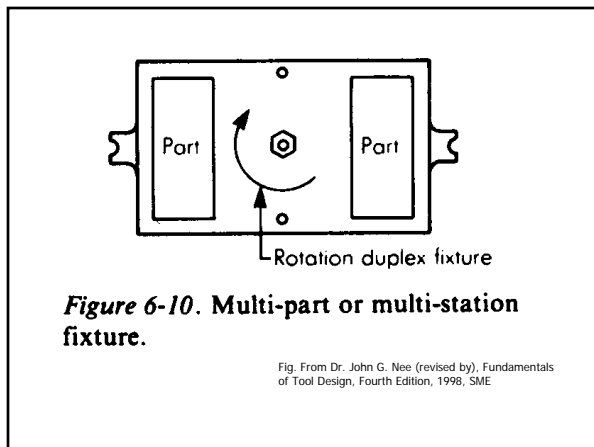 Part
Part
Rotation duplex fixture
Figure 6-10. Multi-part or multi-station
fixture.
Fig. From Dr. John G. Nee (revised by), Fundamentals
of Tool Design, Fourth Edition, 1998, SME